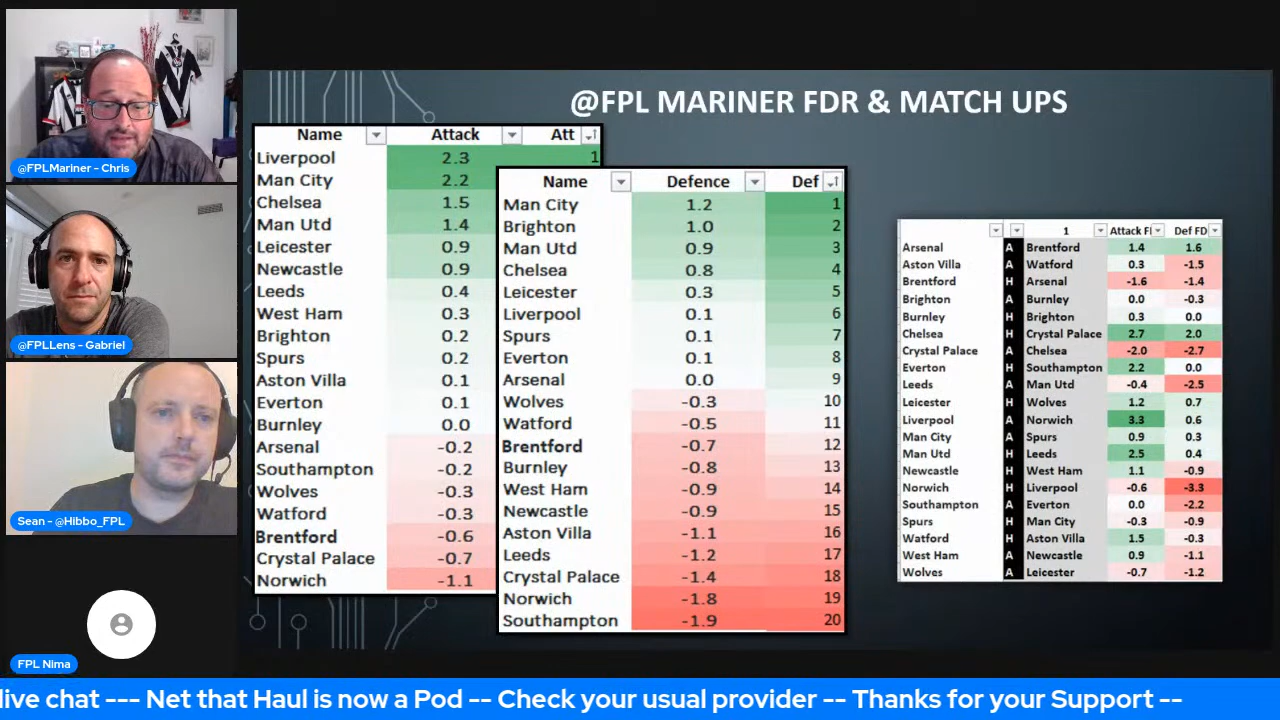 @FPLMariner - Chris
@FPLLens - Gabriel
Sean - @Hibbo_FPL
FPL Nima
@FPL MARINER FDR & MATCH UPS
Name Attack Att
Liverpool 2.3 1
Man City 2.2
Chelsea 1.5
Man Utd 1.4
Leicester 0.9
Newcastle 0.9
Leeds 0.4
West Ham 0.3
Brighton 0.2
Spurs 0.2
Aston Villa 0.1
Everton 0.1
Burnley 0.0
Arsenal -0.2
Southampton -0.2
Wolves -0.3
Watford -0.3
Brentford -0.6
Crystal Palace -0.7
Norwich -1.1
Name Defence Def
Man City 1.2 1
Brighton 1.0 2
Man Utd 0.9 3
Chelsea 0.8 4
Leicester 0.3 5
Liverpool 0.1 6
Spurs 0.1 7
Everton 0.1 8
Arsenal 0.0 9
Wolves -0.3 10
Watford -0.5 11
Brentford -0.7 12
Burnley -0.8 13
West Ham -0.9 14
Newcastle -0.9 15
Aston Villa -1.1 16
Leeds -1.2 17
Crystal Palace -1.4 18
Norwich -1.8 19
Southampton -1.9 20
1 Attack FI Def FD
Arsenal A Brentford 1.4 1.6
Aston Villa A Watford 0.3 -1.5
Brentford H Arsenal -1.6 -1.4
Brighton A Burnley 0.0 -0.3
Burnley H Brighton 0.3 0.0
Chelsea H Crystal Palace 2.7 2.0
Crystal Palace A Chelsea -2.0 -2.7
Everton H Southampton 2.2 0.0
Leeds A Man Utd -0.4 -2.5
Leicester H Wolves 1.2 0.7
Liverpool A Norwich 3.3 0.6
Man City A Spurs 0.9 0.3
Man Utd H Leeds 2.5 0.4
Newcastle H West Ham 1.1 -0.9
Norwich H Liverpool -0.6 -3.3
Southampton A Everton 0.0 -2.2
Spurs H Man City -0.3 -0.9
Watford H Aston Villa 1.5 -0.3
West Ham A Newcastle 0.9 -1.1
Wolves A Leicester -0.7 -1.2
live chat --- Net that Haul is now a Pod -- Check your usual provider -- Thanks for your Support --